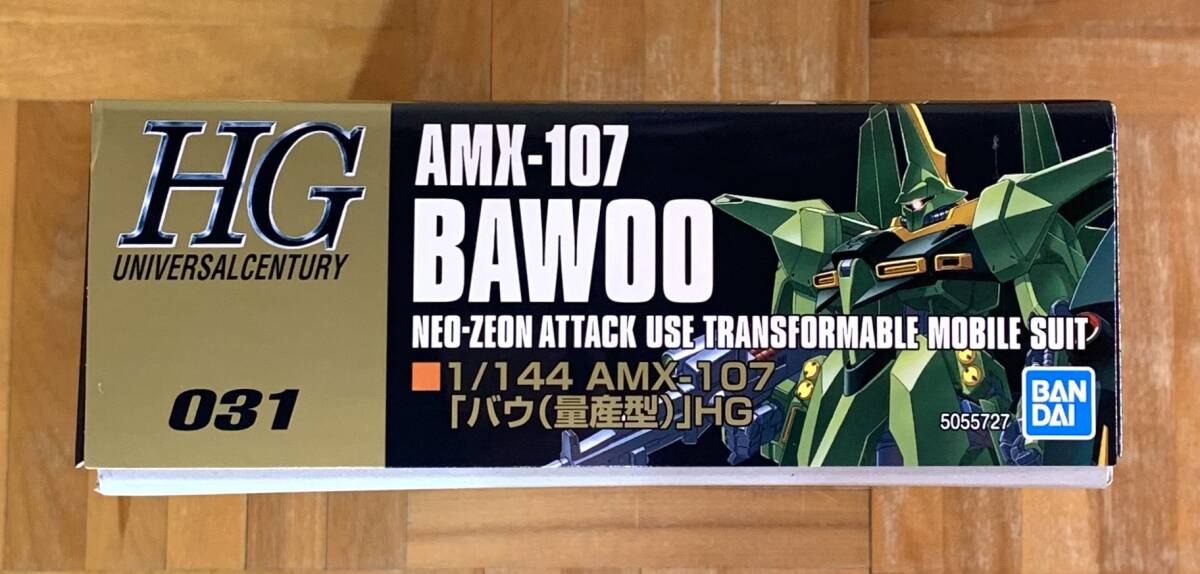 HG
UNIVERSALCENTURY
031
AMX-107
BAWOO
NEO-ZEON ATTACK USE TRANSFORMABLE MOBILE SUIT
■1/144 AMX-107
「バウ(量産型)」HG
5055727
BAN
DAI